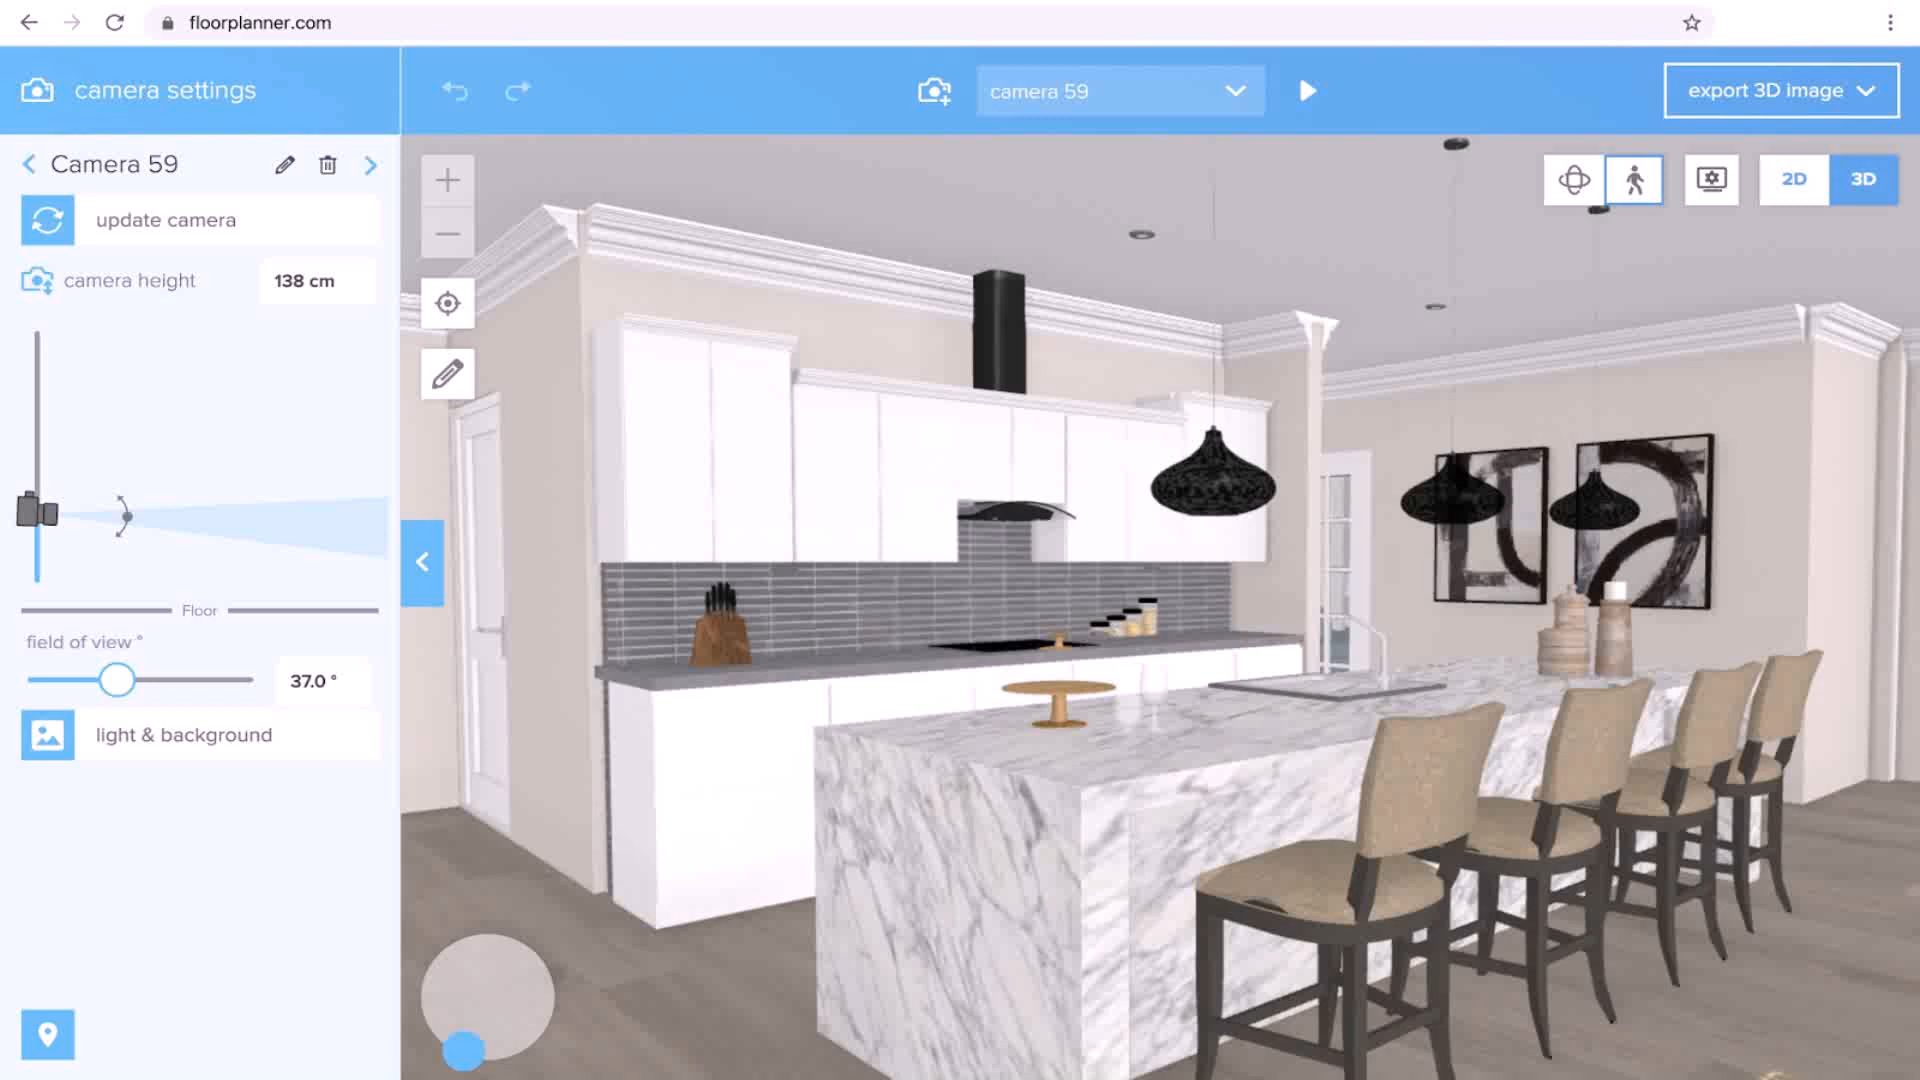 floorplanner.com
camera settings
camera 59
export 3D image
Camera 59
2D
3D
update camera
camera height
138 cm
Floor
field of view °
37.0 °
light & background